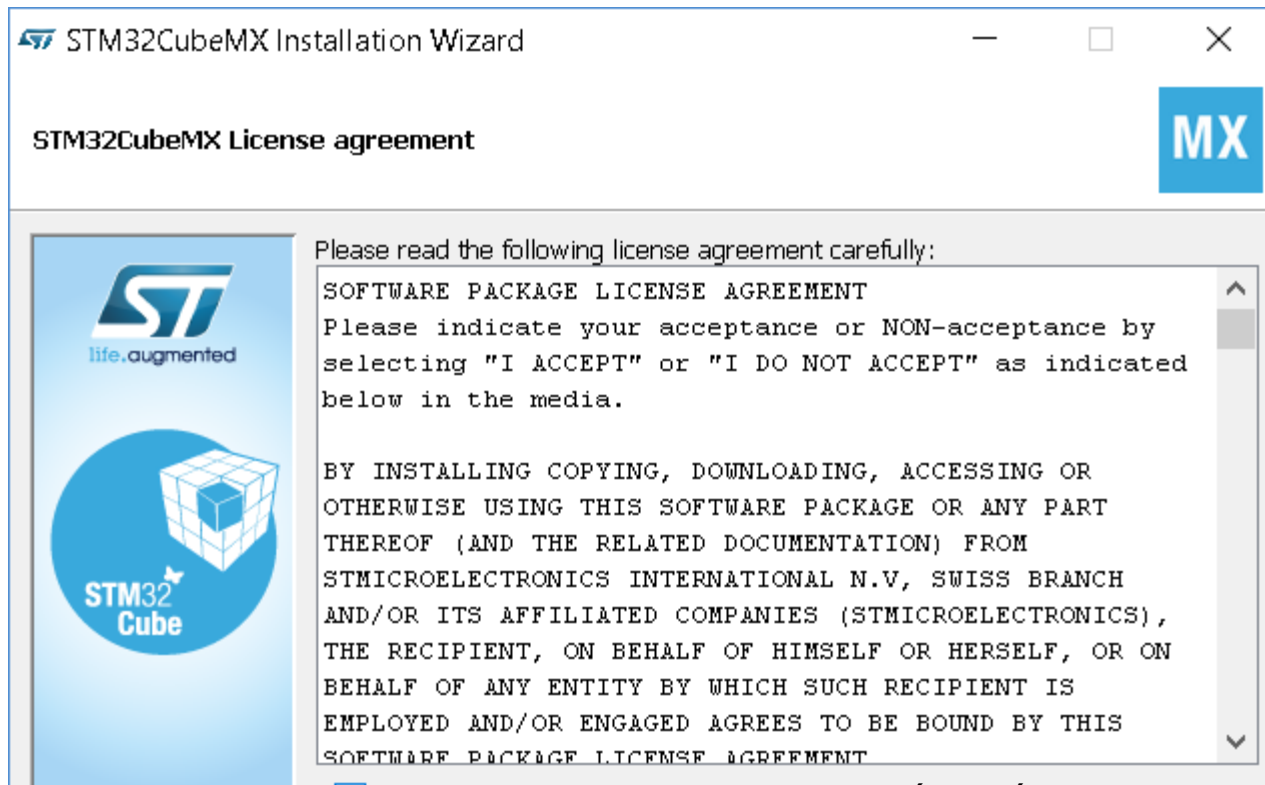 STM32CubeMX Installation Wizard
STM32CubeMX License agreement
MX
Please read the following license agreement carefully:
ST
life.augmented
STM32
Cube
SOFTWARE PACKAGE LICENSE AGREEMENT
Please indicate your acceptance or NON-acceptance by
selecting "I ACCEPT" or "I DO NOT ACCEPT" as indicated
below in the media.
BY INSTALLING COPYING, DOWNLOADING, ACCESSING OR
OTHERWISE USING THIS SOFTWARE PACKAGE OR ANY PART
THEREOF (AND THE RELATED DOCUMENTATION) FROM
STMICROELECTRONICS INTERNATIONAL N.V, SWISS BRANCH
AND/OR ITS AFFILIATED COMPANIES (STMICROELECTRONICS),
THE RECIPIENT, ON BEHALF OF HIMSELF OR HERSELF, OR ON
BEHALF OF ANY ENTITY BY WHICH SUCH RECIPIENT IS
EMPLOYED AND/OR ENGAGED AGREES TO BE BOUND BY THIS
SOFTWARE PACKAGE LICENSE AGREEMENT